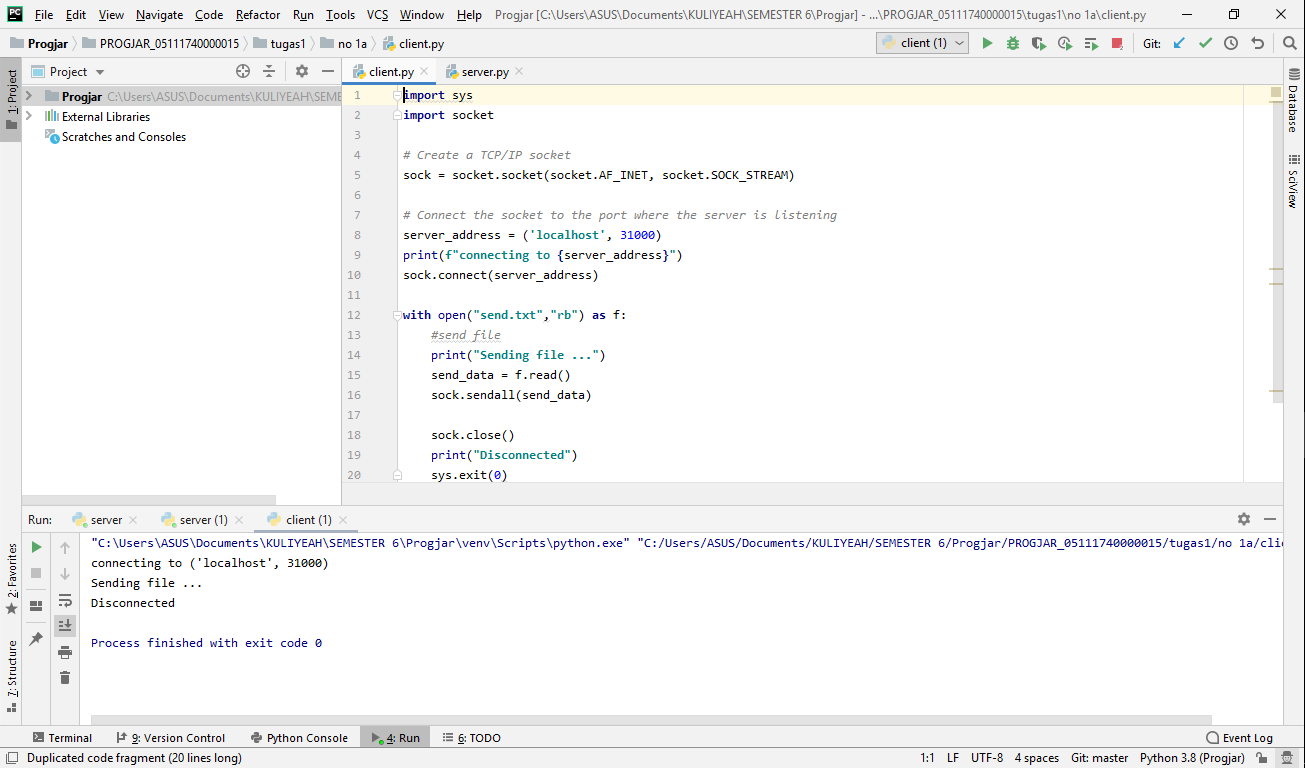 PC File Edit View Navigate Code Refactor Run Tools VCS Window Help Progjar [C:\Users\ASUS\Documents\KULIYEAH\SEMESTER 6\Progjar] - ...\PROGJAR_05111740000015\tugas1\no 1a\client.py
Progjar PROGJAR_05111740000015 tugas1 no 1a client.py client (1) Git:
Project client.py server.py
1: Project
Progjar C:\Users\ASUS\Documents\KULIYEAH\SEME
External Libraries
Scratches and Consoles
1 import sys
2 import socket
3
4 # Create a TCP/IP socket
5 sock = socket.socket(socket.AF_INET, socket.SOCK_STREAM)
6
7 # Connect the socket to the port where the server is listening
8 server_address = ('localhost', 31000)
9 print(f"connecting to {server_address}")
10 sock.connect(server_address)
11
12 with open("send.txt","rb") as f:
13 #send file
14 print("Sending file ...")
15 send_data = f.read()
16 sock.sendall(send_data)
17
18 sock.close()
19 print("Disconnected")
20 sys.exit(0)
Database
SciView
Run: server server (1) client (1)
"C:\Users\ASUS\Documents\KULIYEAH\SEMESTER 6\Progjar\venv\Scripts\python.exe" "C:/Users/ASUS/Documents/KULIYEAH/SEMESTER 6/Progjar/PROGJAR_05111740000015/tugas1/no 1a/clie
connecting to ('localhost', 31000)
Sending file ...
Disconnected
Process finished with exit code 0
2: Favorites
7: Structure
Terminal 9: Version Control Python Console 4: Run 6: TODO Event Log
Duplicated code fragment (20 lines long) 1:1 LF UTF-8 4 spaces Git: master Python 3.8 (Progjar)